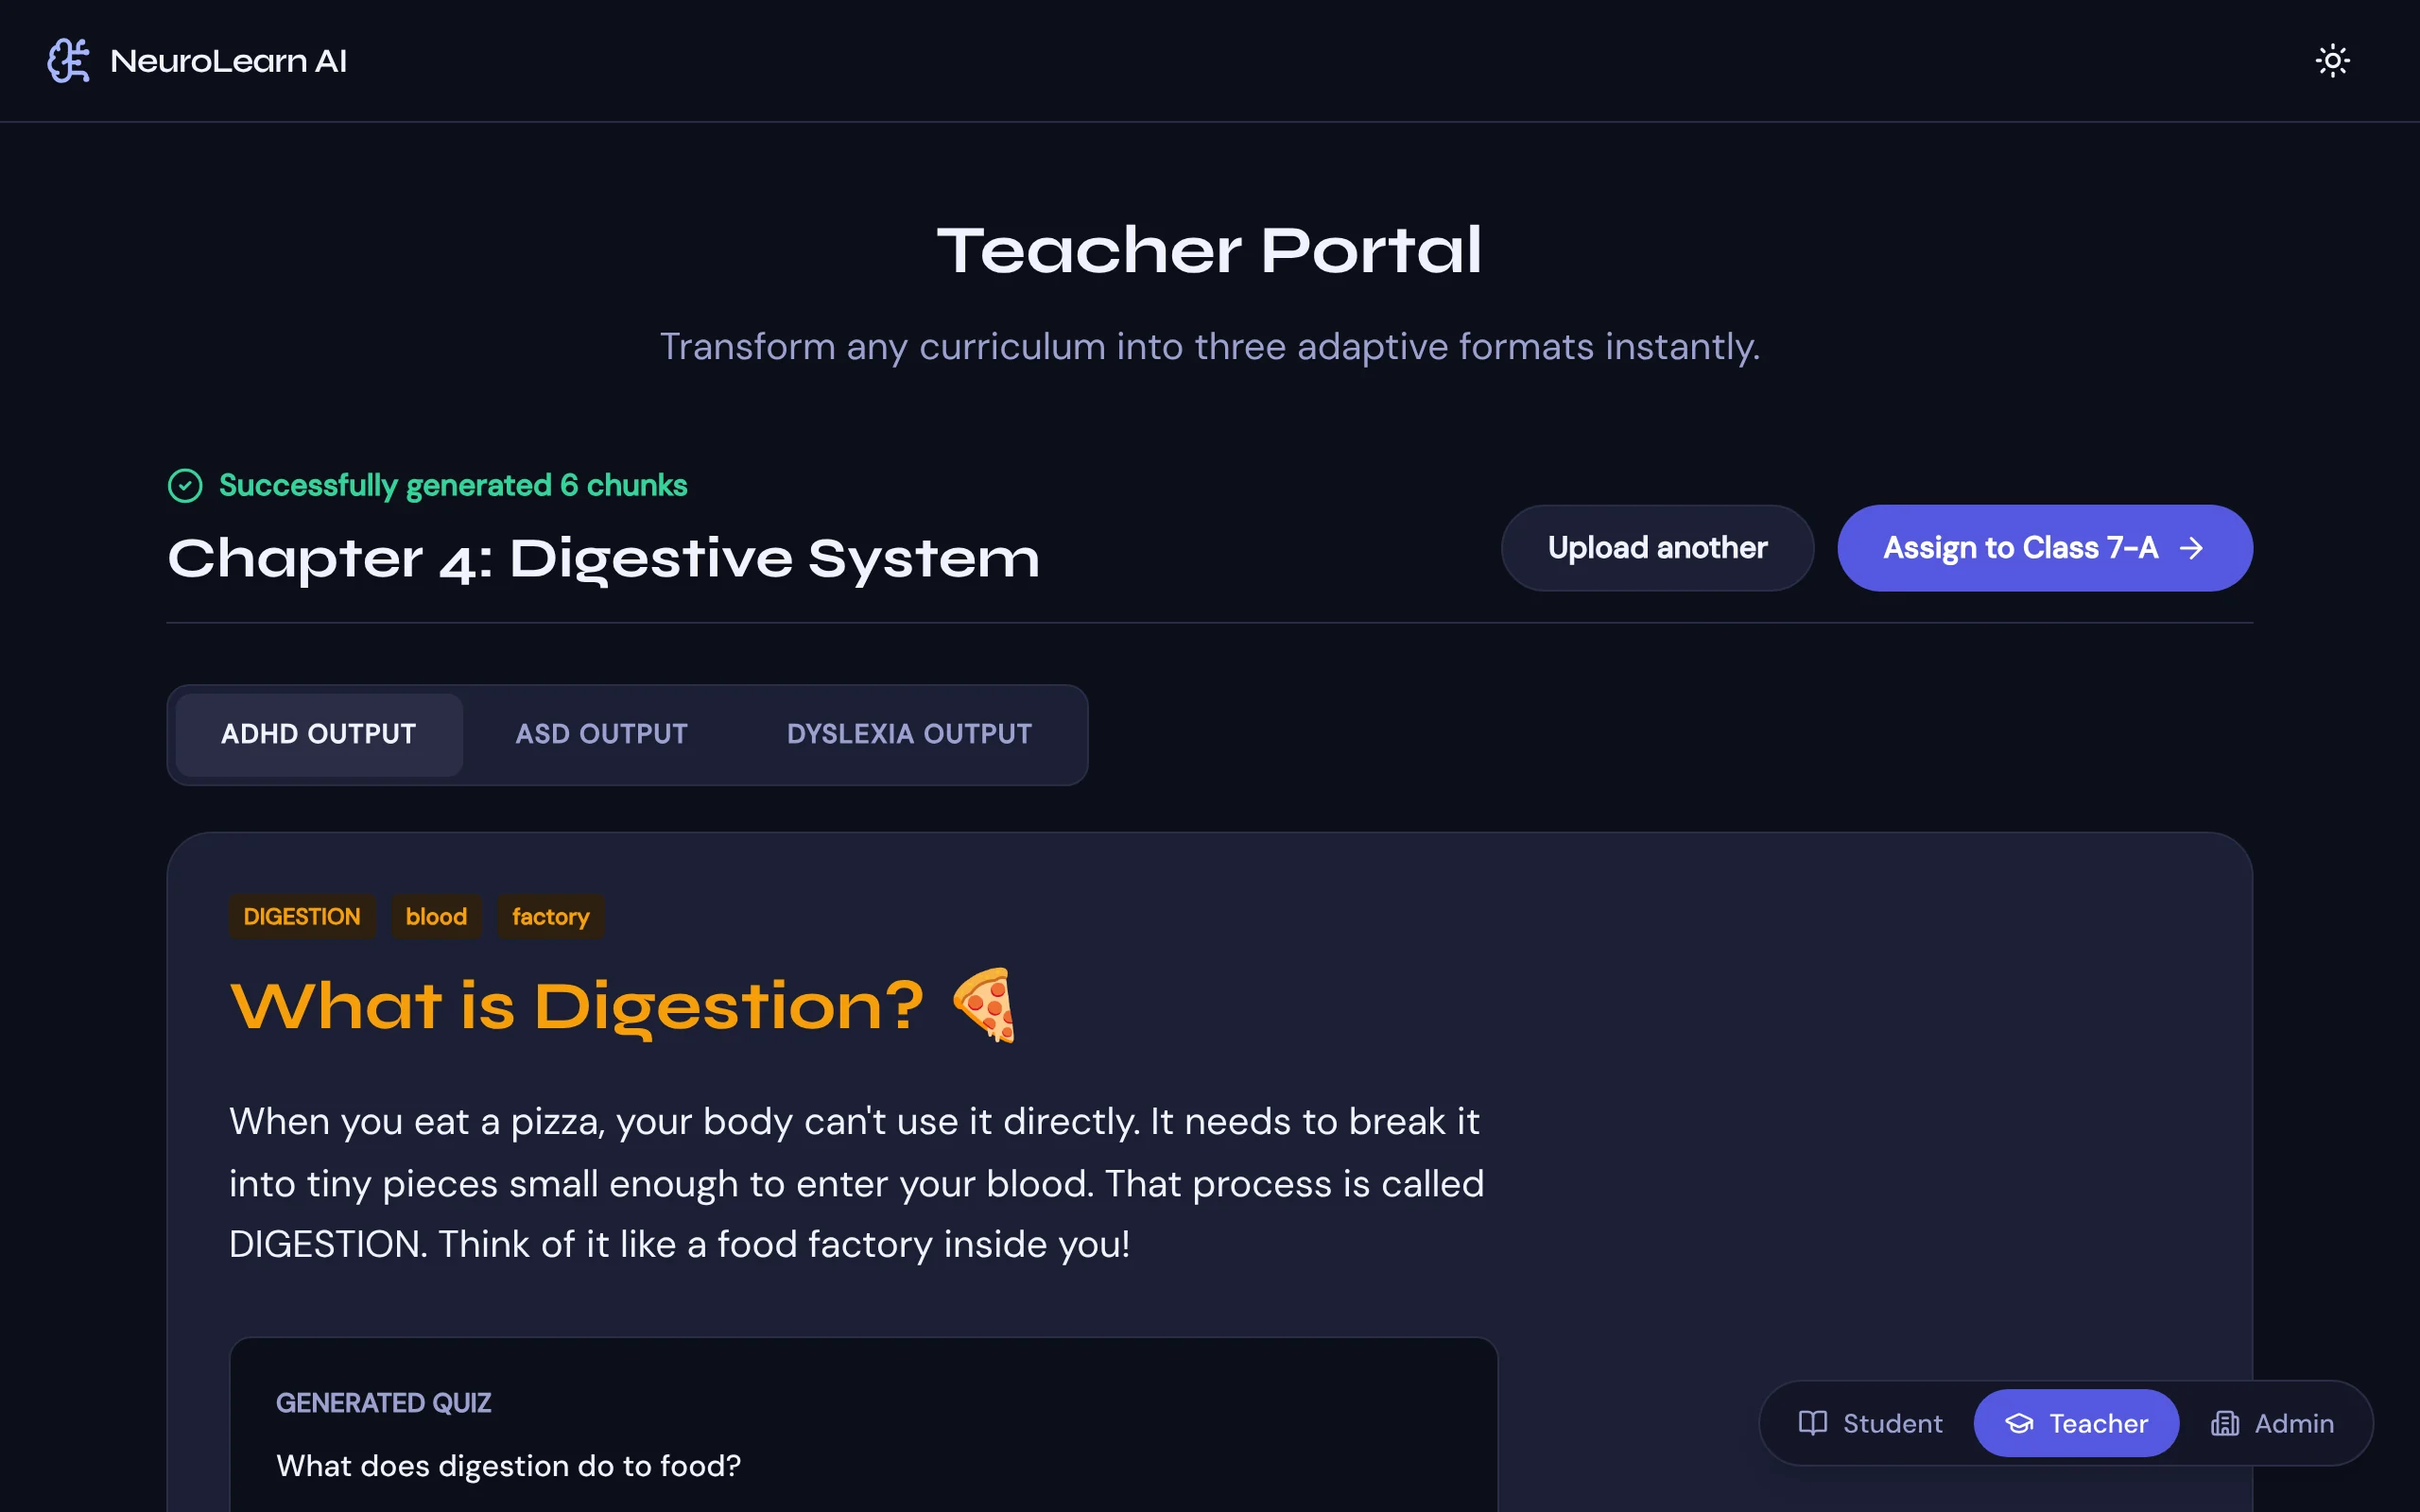 NeuroLearn AI
Teacher Portal
Transform any curriculum into three adaptive formats instantly.
Successfully generated 6 chunks
Chapter 4: Digestive System
Upload another
Assign to Class 7-A →
ADHD OUTPUT
ASD OUTPUT
DYSLEXIA OUTPUT
DIGESTION
blood
factory
What is Digestion? 🍕
When you eat a pizza, your body can't use it directly. It needs to break it
into tiny pieces small enough to enter your blood. That process is called
DIGESTION. Think of it like a food factory inside you!
GENERATED QUIZ
What does digestion do to food?
Student
Teacher
Admin